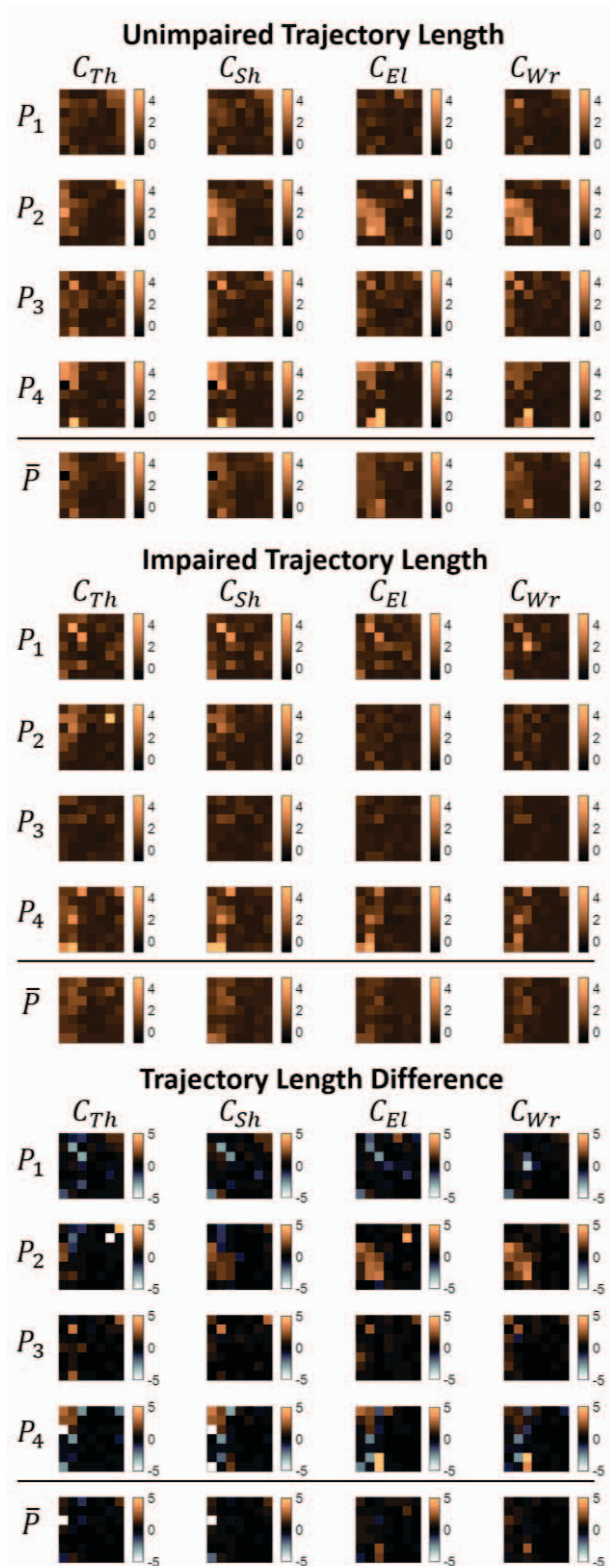 Unimpaired Trajectory Length
C_Th C_Sh C_El C_Wr
P_1 4 2 0 4 2 0 4 2 0 4 2 0
P_2 4 2 0 4 2 0 4 2 0 4 2 0
P_3 4 2 0 4 2 0 4 2 0 4 2 0
P_4 4 2 0 4 2 0 4 2 0 4 2 0
P̄ 4 2 0 4 2 0 4 2 0 4 2 0
Impaired Trajectory Length
C_Th C_Sh C_El C_Wr
P_1 4 2 0 4 2 0 4 2 0 4 2 0
P_2 4 2 0 4 2 0 4 2 0 4 2 0
P_3 4 2 0 4 2 0 4 2 0 4 2 0
P_4 4 2 0 4 2 0 4 2 0 4 2 0
P̄ 4 2 0 4 2 0 4 2 0 4 2 0
Trajectory Length Difference
C_Th C_Sh C_El C_Wr
P_1 5 0 -5 5 0 -5 5 0 -5 5 0 -5
P_2 5 0 -5 5 0 -5 5 0 -5 5 0 -5
P_3 5 0 -5 5 0 -5 5 0 -5 5 0 -5
P_4 5 0 -5 5 0 -5 5 0 -5 5 0 -5
P̄ 5 0 -5 5 0 -5 5 0 -5 5 0 -5